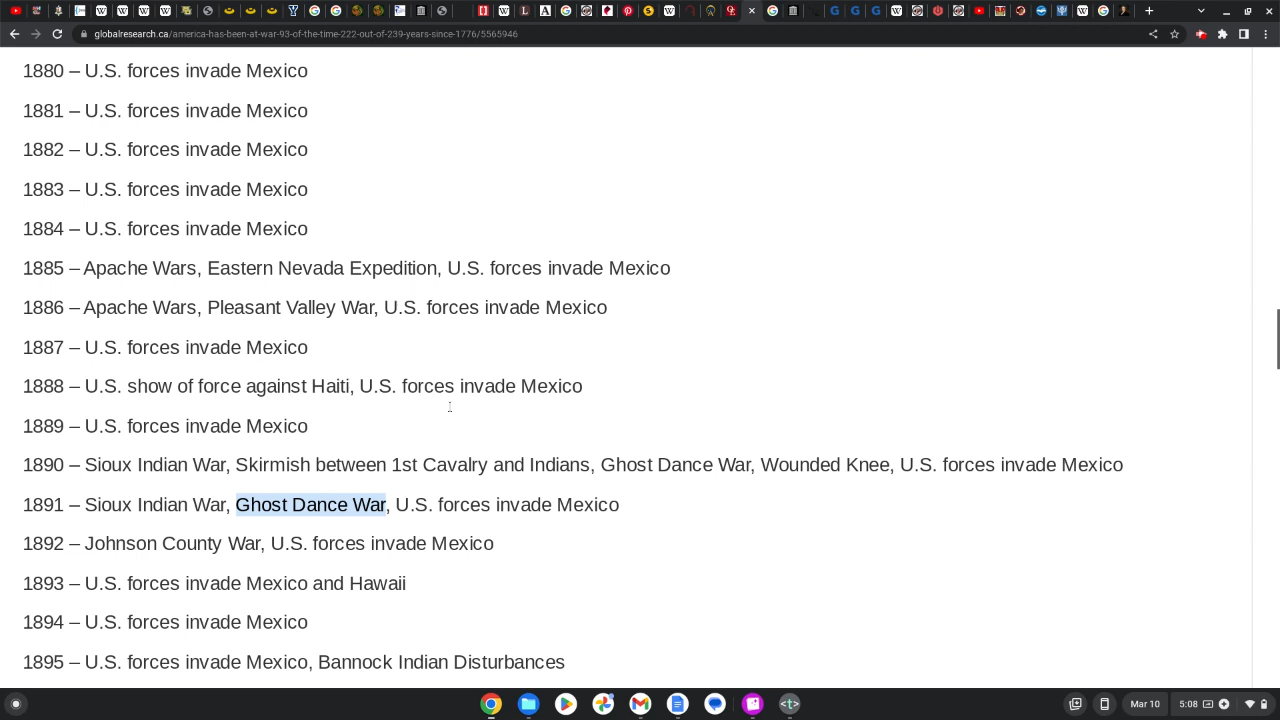 globalresearch.ca/america-has-been-at-war-93-of-the-time-222-out-of-239-years-since-1776/5565946
1880 – U.S. forces invade Mexico
1881 – U.S. forces invade Mexico
1882 – U.S. forces invade Mexico
1883 – U.S. forces invade Mexico
1884 – U.S. forces invade Mexico
1885 – Apache Wars, Eastern Nevada Expedition, U.S. forces invade Mexico
1886 – Apache Wars, Pleasant Valley War, U.S. forces invade Mexico
1887 – U.S. forces invade Mexico
1888 – U.S. show of force against Haiti, U.S. forces invade Mexico
1889 – U.S. forces invade Mexico
1890 – Sioux Indian War, Skirmish between 1st Cavalry and Indians, Ghost Dance War, Wounded Knee, U.S. forces invade Mexico
1891 – Sioux Indian War, Ghost Dance War, U.S. forces invade Mexico
1892 – Johnson County War, U.S. forces invade Mexico
1893 – U.S. forces invade Mexico and Hawaii
1894 – U.S. forces invade Mexico
1895 – U.S. forces invade Mexico, Bannock Indian Disturbances
Mar 10 5:08